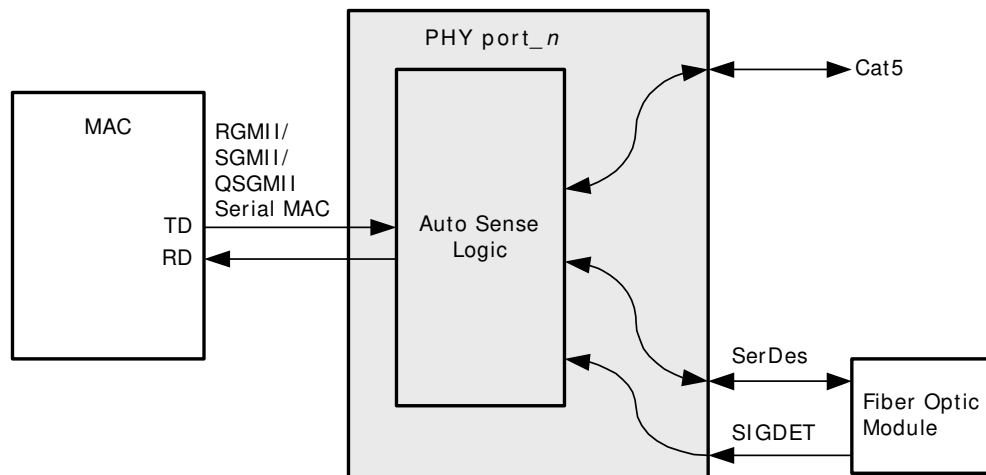 PHY port_n
Cat5
MAC
RGMII/
SGMII/
QSGMII
Serial MAC
TD
RD
Auto Sense
Logic
SerDes
SIGDET
Fiber Optic
Module